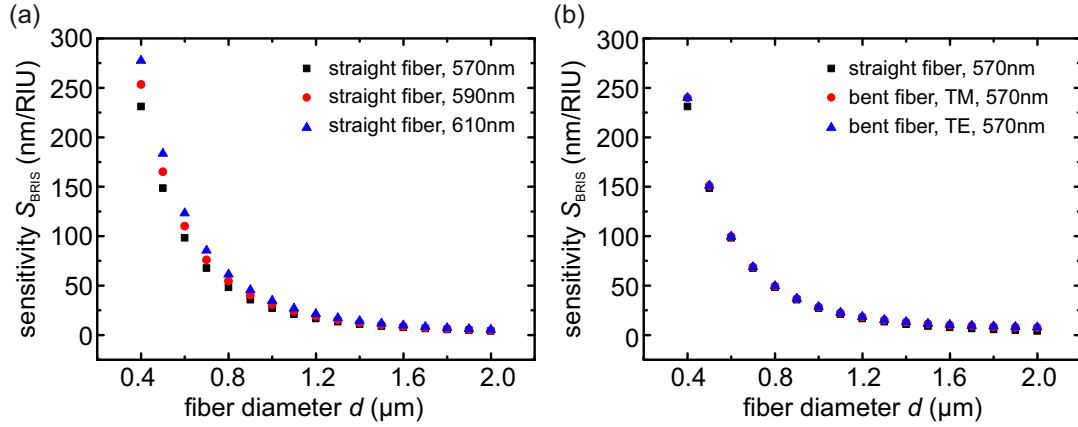 (a)
300
250
200
150
100
50
0
sensitivity S_BRIS (nm/RIU)
straight fiber, 570nm
straight fiber, 590nm
straight fiber, 610nm
0.4 0.8 1.2 1.6 2.0
fiber diameter d (µm)
(b)
300
250
200
150
100
50
0
sensitivity S_BRIS (nm/RIU)
straight fiber, 570nm
bent fiber, TM, 570nm
bent fiber, TE, 570nm
0.4 0.8 1.2 1.6 2.0
fiber diameter d (µm)